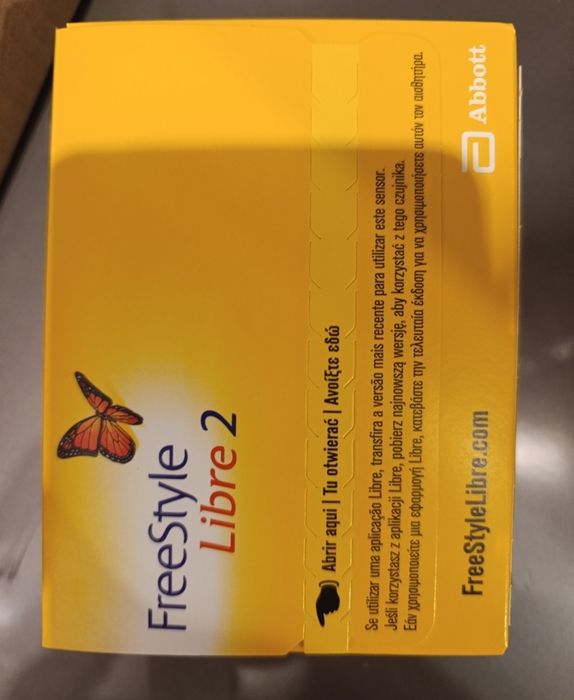 FreeStyle
Libre 2
Abrir aqui | Tu otwierać | Ανοίξτε εδώ
Se utilizar uma aplicação Libre, transfira a versão mais recente para utilizar este sensor.
Jeśli korzystasz z aplikacji Libre, pobierz najnowszą wersję, aby korzystać z tego czujnika.
Εάν χρησιμοποιείτε μια εφαρμογή Libre, κατεβάστε την τελευταία έκδοση για να χρησιμοποιήσετε αυτόν τον αισθητήρα.
FreeStyleLibre.com
Abbott